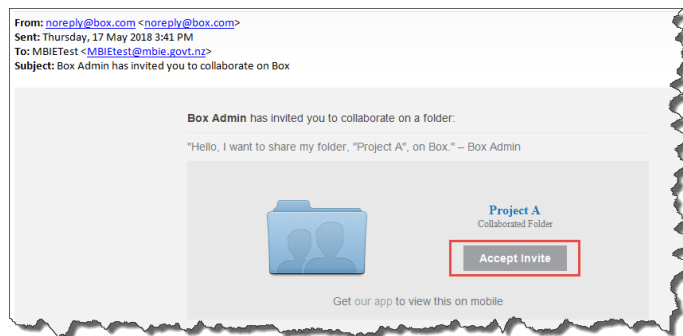 From: noreply@box.com <noreply@box.com>
Sent: Thursday, 17 May 2018 3:41 PM
To: MBIETest <MBIEtest@mbie.govt.nz>
Subject: Box Admin has invited you to collaborate on Box
Box Admin has invited you to collaborate on a folder:
"Hello, I want to share my folder, "Project A", on Box." – Box Admin
Project A
Collaborated Folder
Accept Invite
Get our app to view this on mobile